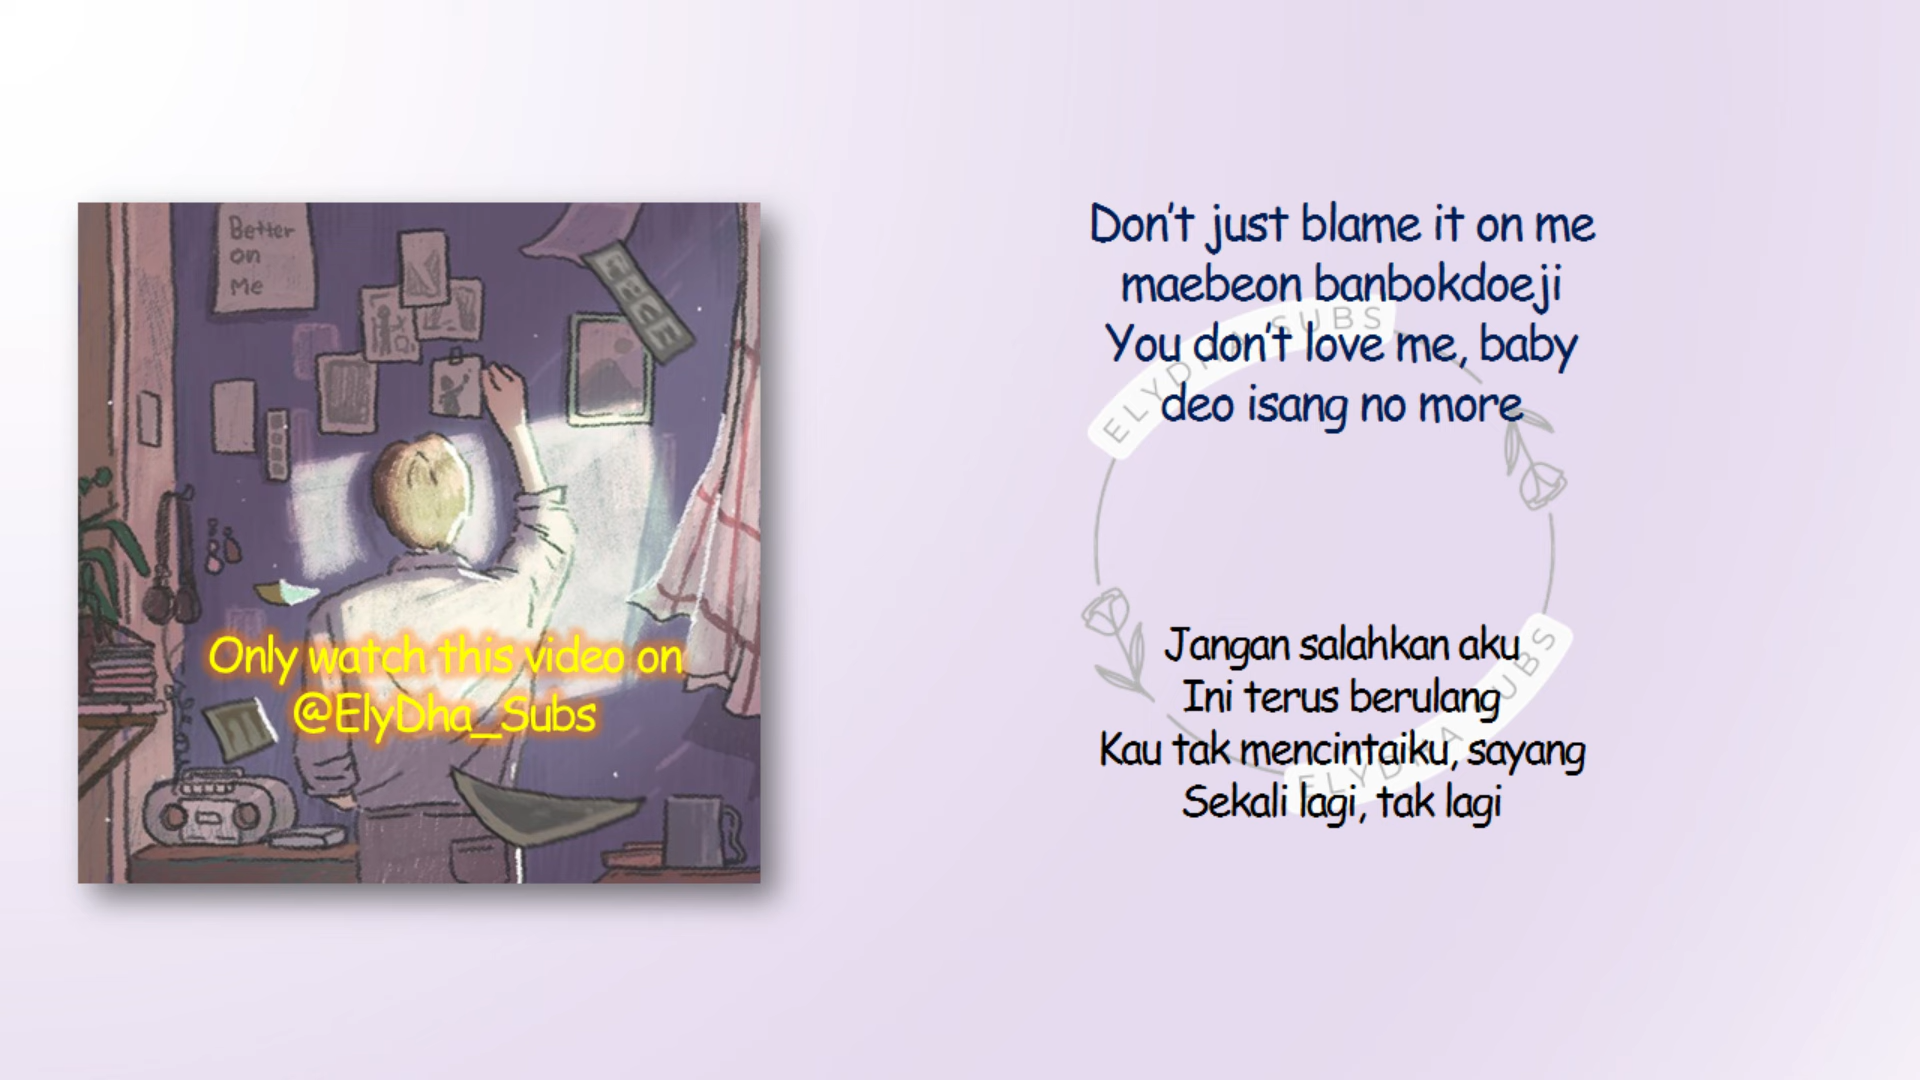 Better
on
Me
Only watch this video on
@ElyDha_Subs
Don't just blame it on me
maebeon banbokdoeji
You don't love me, baby
deo isang no more
ELYDHA SUBS
Jangan salahkan aku
Ini terus berulang
Kau tak mencintaiku, sayang
Sekali lagi, tak lagi
ELYDHA SUBS